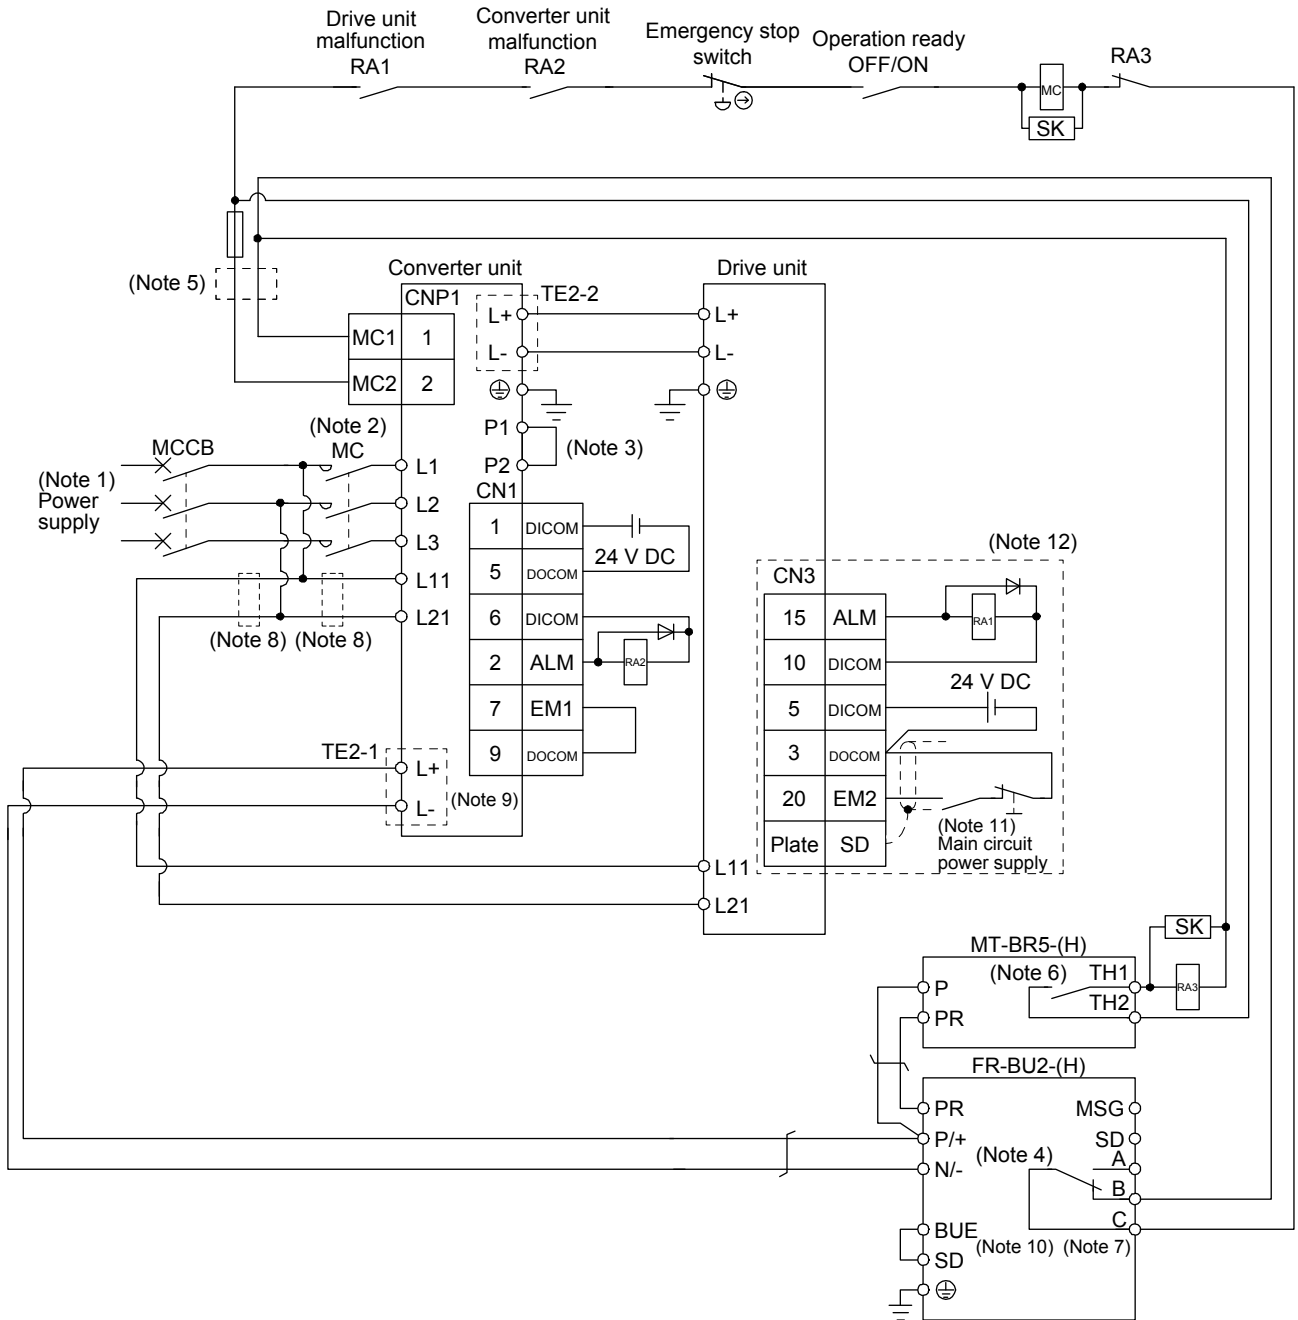 Drive unit
malfunction
RA1
Converter unit
malfunction
RA2
Emergency stop
switch
Operation ready
OFF/ON
MC
SK
RA3
(Note 5)
Converter unit
CNP1
MC1 1
MC2 2
TE2-2
L+
L-
P1
P2
(Note 3)
Drive unit
L+
L-
(Note 1)
Power
supply
MCCB
(Note 2)
MC
L1
L2
L3
L11
L21
(Note 8) (Note 8)
CN1
1 DICOM
5 DOCOM
6 DICOM
2 ALM
7 EM1
9 DOCOM
24 V DC
RA2
TE2-1
L+
L-
(Note 9)
(Note 12)
CN3
15 ALM
10 DICOM
5 DICOM
3 DOCOM
20 EM2
Plate SD
RA1
24 V DC
(Note 11)
Main circuit
power supply
L11
L21
MT-BR5-(H)
P
PR
(Note 6)
TH1
TH2
SK
RA3
FR-BU2-(H)
PR
P/+
N/-
BUE
SD
MSG
SD
A
B
C
(Note 4)
(Note 10) (Note 7)